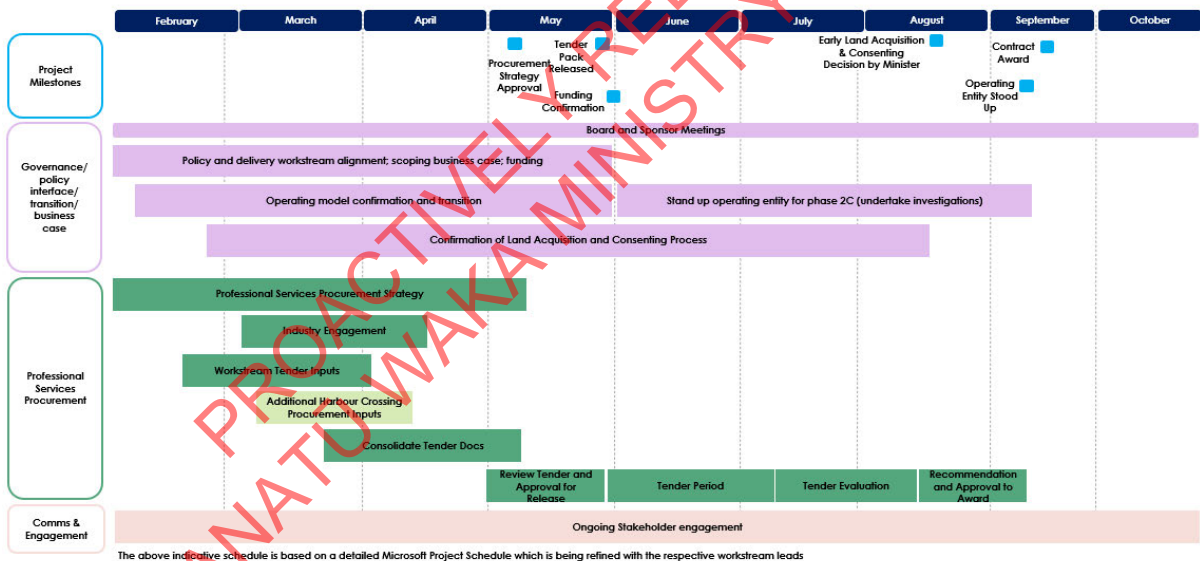 February March April May June July August September October
Project
Milestones
Procurement
Strategy
Approval
Tender
Pack
Released
Funding
Confirmation
Early Land Acquisition
& Consenting
Decision by Minister
Contract
Award
Operating
Entity Stood
Up
Governance/
policy
interface/
transition/
business
case
Board and Sponsor Meetings
Policy and delivery workstream alignment; scoping business case; funding
Operating model confirmation and transition
Stand up operating entity for phase 2C (undertake investigations)
Confirmation of Land Acquisition and Consenting Process
Professional
Services
Procurement
Professional Services Procurement Strategy
Industry Engagement
Workstream Tender Inputs
Additional Harbour Crossing
Procurement Inputs
Consolidate Tender Docs
Review Tender and
Approval for
Release
Tender Period
Tender Evaluation
Recommendation
and Approval to
Award
Comms &
Engagement
Ongoing Stakeholder engagement
The above indicative schedule is based on a detailed Microsoft Project Schedule which is being refined with the respective workstream leads
PROACTIVELY
WAKA MINISTRY